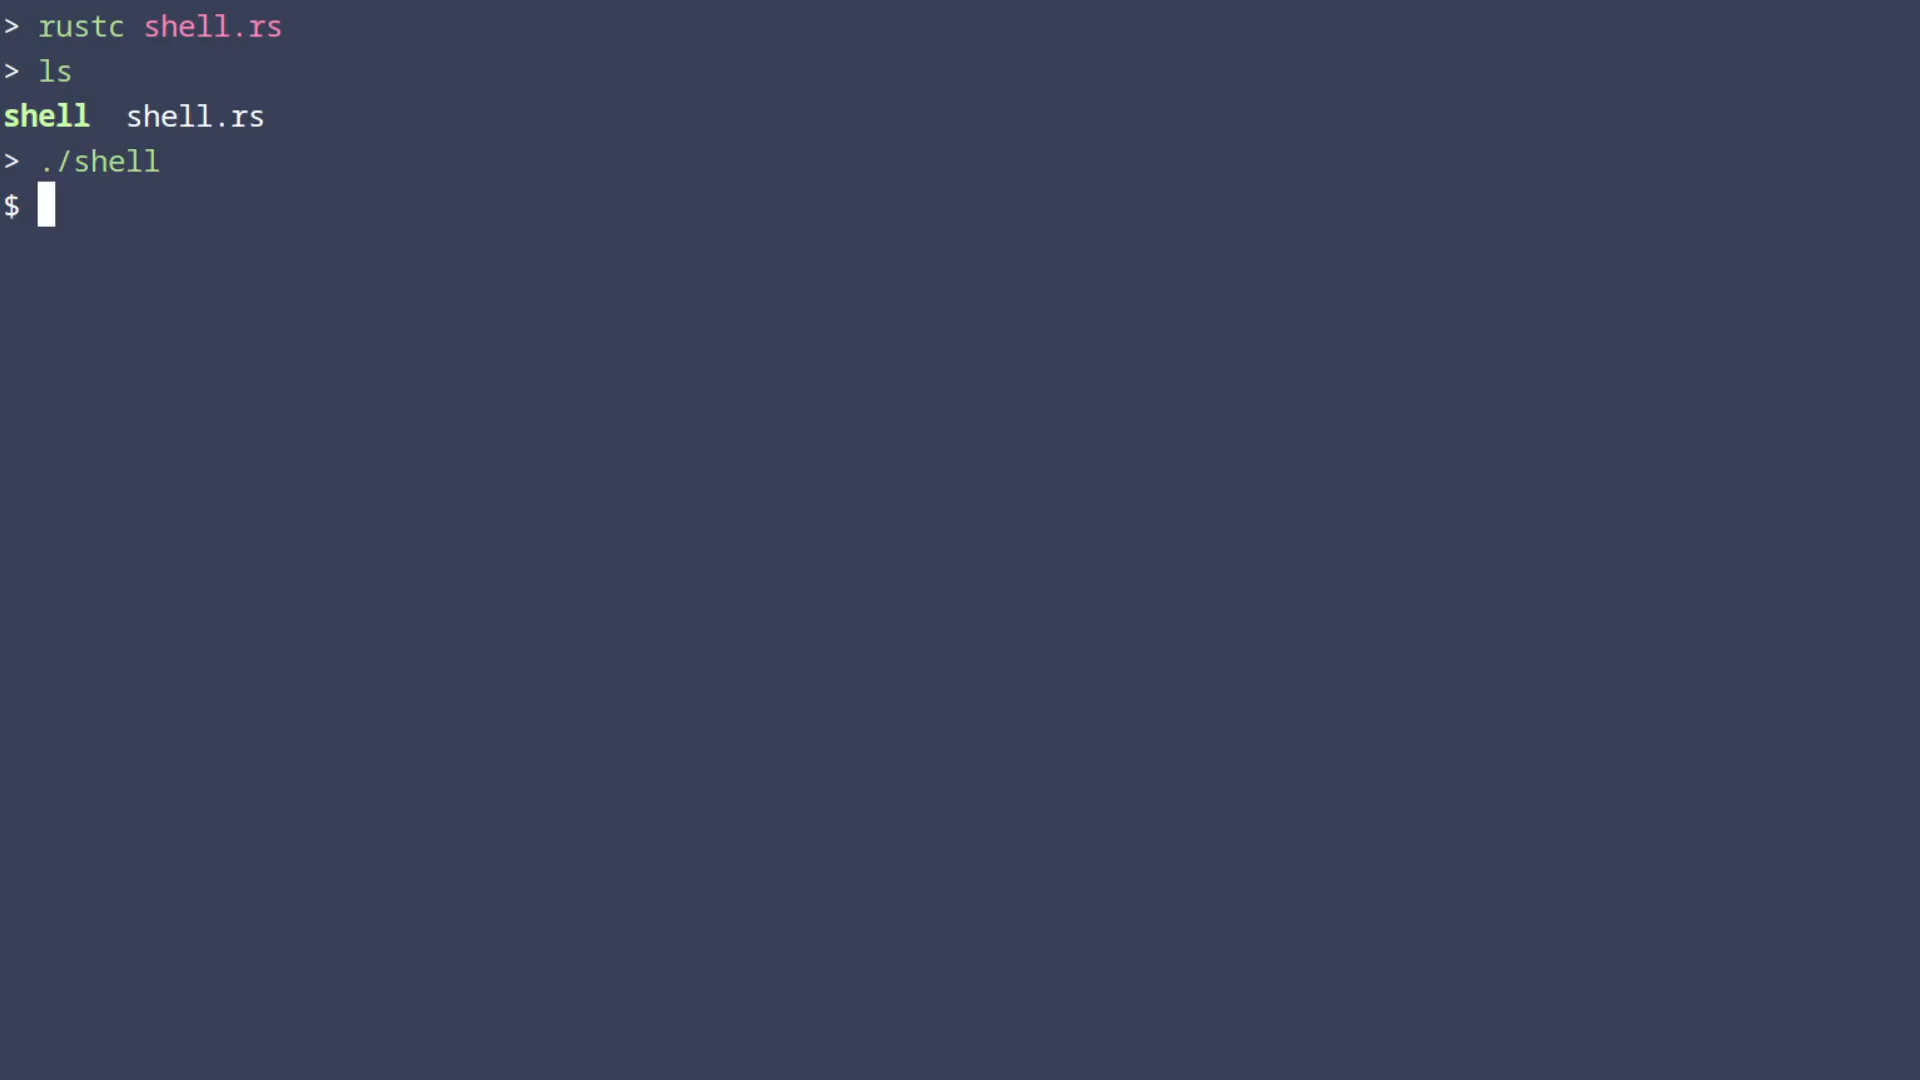 > rustc shell.rs
> ls
shell  shell.rs
> ./shell
$